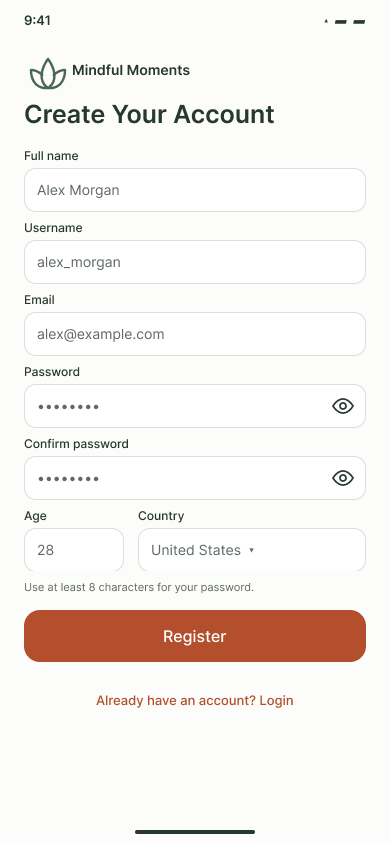 9:41
Mindful Moments
Create Your Account
Full name
Alex Morgan
Username
alex_morgan
Email
alex@example.com
Password
••••••••
Confirm password
••••••••
Age Country
28 United States ▾
Use at least 8 characters for your password.
Register
Already have an account? Login